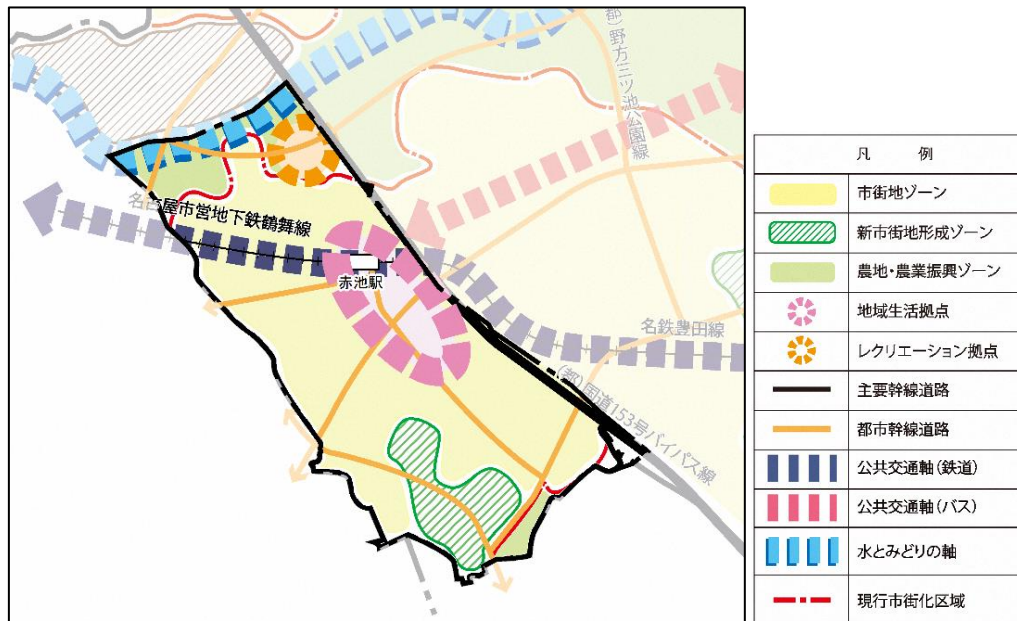 (都)野方三ツ池公園線
名古屋市営地下鉄鶴舞線
赤池駅
名鉄豊田線
(都)国道153号バイパス線
凡 例
市街地ゾーン
新市街地形成ゾーン
農地・農業振興ゾーン
地域生活拠点
レクリエーション拠点
主要幹線道路
都市幹線道路
公共交通軸(鉄道)
公共交通軸(バス)
水とみどりの軸
現行市街化区域